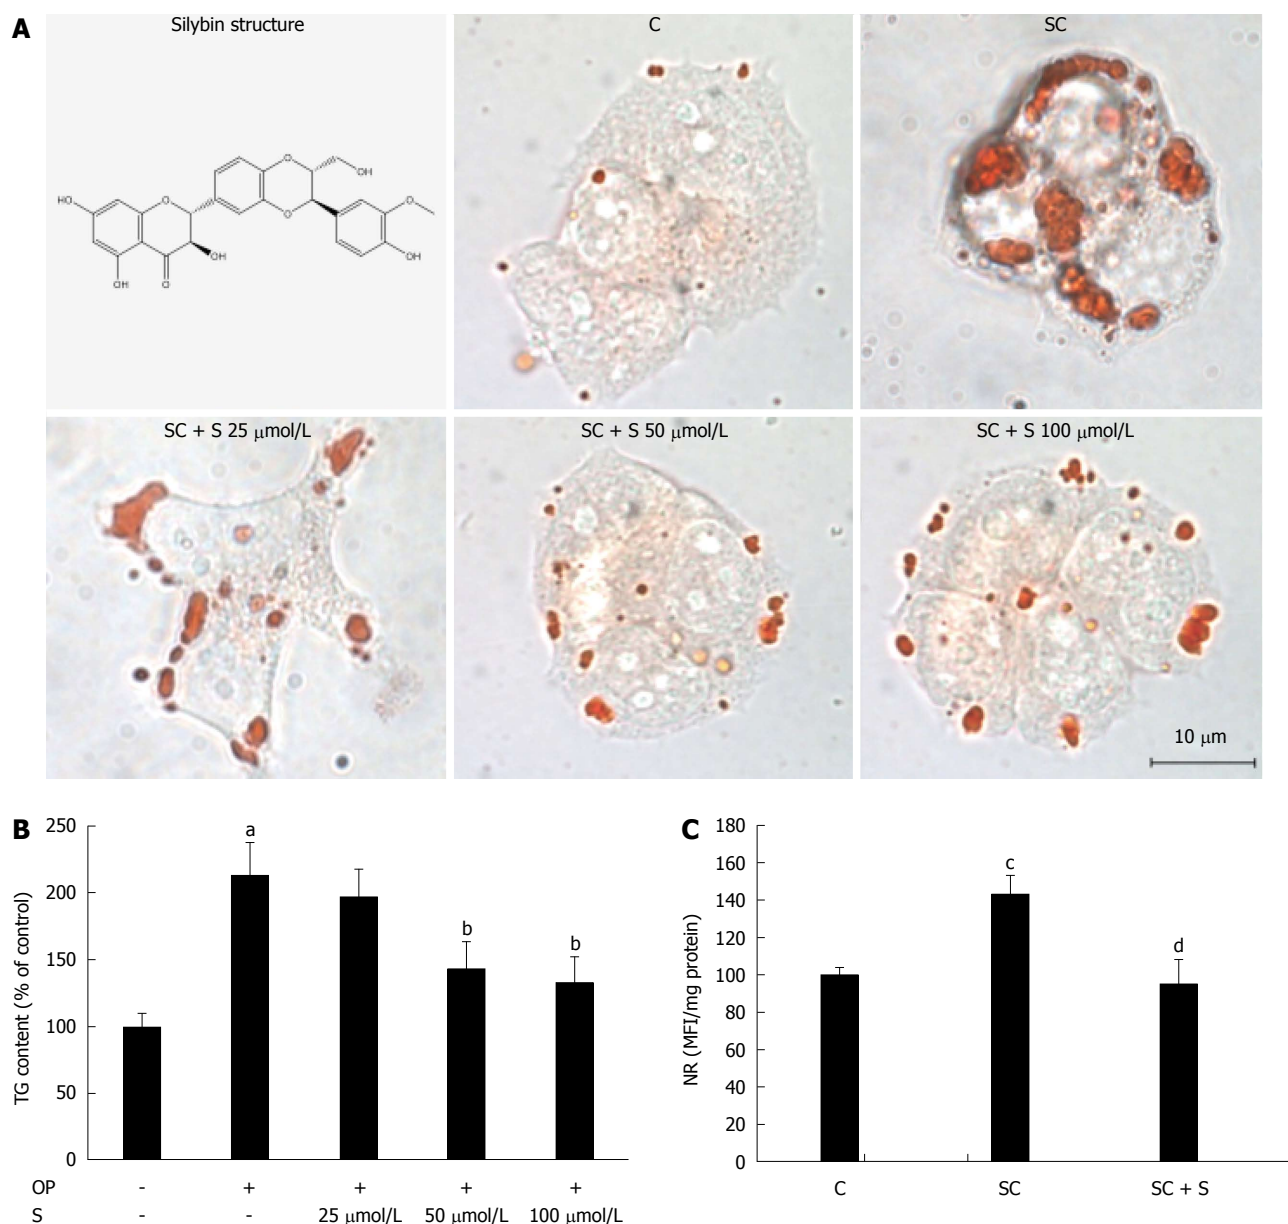 A
Silybin structure
C
SC
O
OH
HO
O
O
O
OH
OH
OH
O
SC + S 25 μmol/L
SC + S 50 μmol/L
SC + S 100 μmol/L
10 μm
B
TG content (% of control)
250
200
150
100
50
0
a
b
b
OP - + + + +
S - - 25 μmol/L 50 μmol/L 100 μmol/L
C
NR (MFI/mg protein)
180
160
140
120
100
80
60
40
20
0
c
d
C SC SC + S